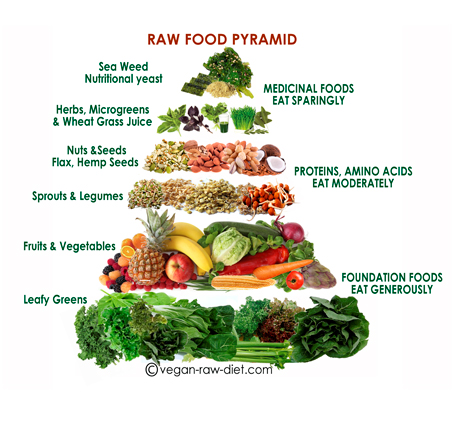 RAW FOOD PYRAMID
Sea Weed
Nutritional yeast
MEDICINAL FOODS
EAT SPARINGLY
Herbs, Microgreens
& Wheat Grass Juice
Nuts &Seeds
Flax, Hemp Seeds
PROTEINS, AMINO ACIDS
EAT MODERATELY
Sprouts & Legumes
Fruits & Vegetables
FOUNDATION FOODS
EAT GENEROUSLY
Leafy Greens
©vegan-raw-diet.com